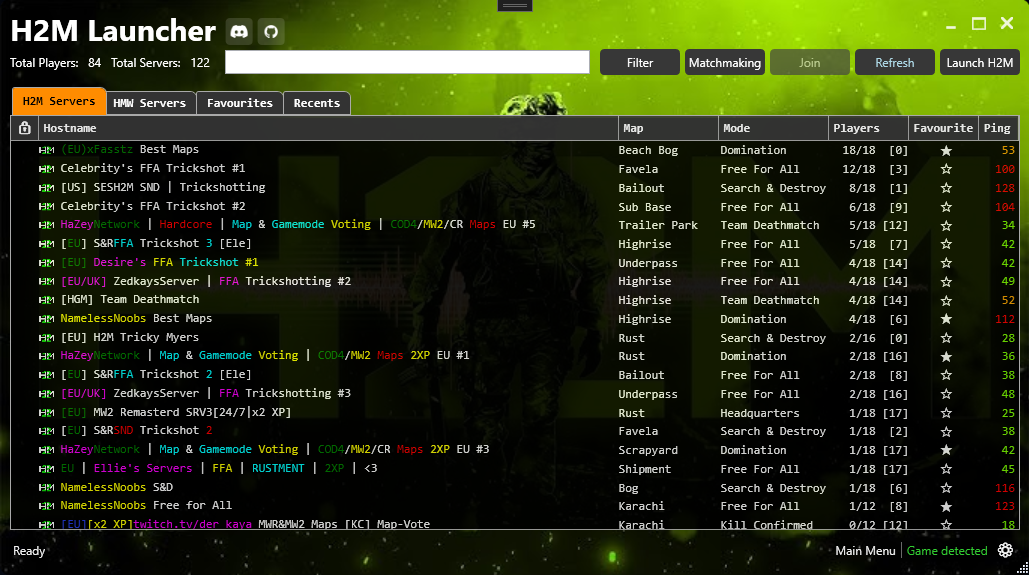 H2M Launcher
Total Players: 84 Total Servers: 122
Filter Matchmaking Join Refresh Launch H2M
H2M Servers HMW Servers Favourites Recents
Hostname Map Mode Players Favourite Ping
H2M (EU)xFasstz Best Maps Beach Bog Domination 18/18 [0] ★ 53
H2M Celebrity's FFA Trickshot #1 Favela Free For All 12/18 [3] ☆ 100
H2M [US] SESH2M SND | Trickshotting Bailout Search & Destroy 8/18 [1] ☆ 128
H2M Celebrity's FFA Trickshot #2 Sub Base Free For All 6/18 [9] ☆ 104
H2M HaZeyNetwork | Hardcore | Map & Gamemode Voting | COD4/MW2/CR Maps EU #5 Trailer Park Team Deathmatch 5/18 [12] ☆ 34
H2M [EU] S&RFFA Trickshot 3 [Ele] Highrise Free For All 5/18 [7] ☆ 42
H2M [EU] Desire's FFA Trickshot #1 Underpass Free For All 4/18 [14] ☆ 42
H2M [EU/UK] ZedkaysServer | FFA Trickshotting #2 Highrise Free For All 4/18 [14] ☆ 49
H2M [HGM] Team Deathmatch Highrise Team Deathmatch 4/18 [14] ☆ 52
H2M NamelessNoobs Best Maps Highrise Domination 4/18 [6] ★ 112
H2M [EU] H2M Tricky Myers Rust Search & Destroy 2/16 [0] ☆ 28
H2M HaZeyNetwork | Map & Gamemode Voting | COD4/MW2 Maps 2XP EU #1 Rust Domination 2/18 [16] ★ 36
H2M [EU] S&RFFA Trickshot 2 [Ele] Bailout Free For All 2/18 [8] ☆ 38
H2M [EU/UK] ZedkaysServer | FFA Trickshotting #3 Underpass Free For All 2/18 [16] ☆ 48
H2M [EU] MW2 Remasterd SRV3[24/7|x2 XP] Rust Headquarters 1/18 [17] ☆ 25
H2M [EU] S&RSND Trickshot 2 Favela Search & Destroy 1/18 [2] ☆ 38
H2M HaZeyNetwork | Map & Gamemode Voting | COD4/MW2/CR Maps 2XP EU #3 Scrapyard Domination 1/18 [17] ★ 42
H2M EU | Ellie's Servers | FFA | RUSTMENT | 2XP | <3 Shipment Free For All 1/18 [17] ☆ 45
H2M NamelessNoobs S&D Bog Search & Destroy 1/18 [6] ☆ 116
H2M NamelessNoobs Free for All Karachi Free For All 1/12 [8] ★ 123
H2M [EU][x2 XP]twitch.tv/der_kaya MWR&MW2 Maps [KC] Map-Vote Karachi Kill Confirmed 0/12 [12] ☆ 18
Ready Main Menu Game detected